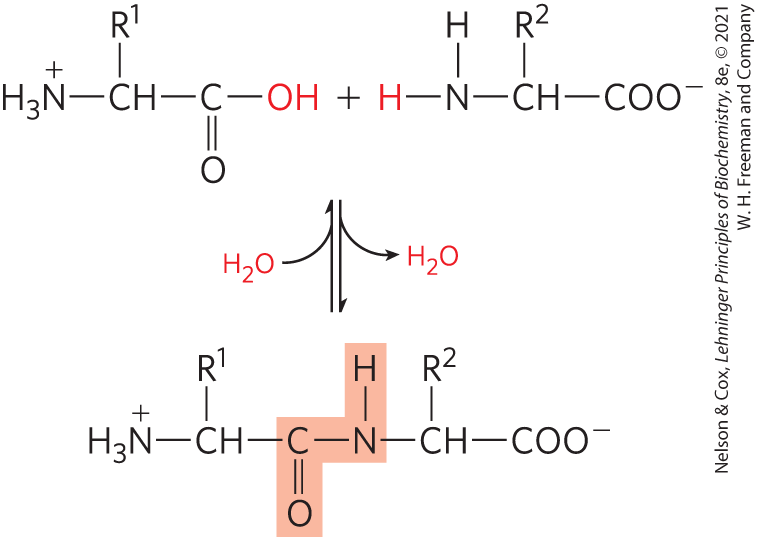 R¹ H R²
H₃N⁺—CH—C—OH + H—N—CH—COO⁻
O
H₂O H₂O
R¹ H R²
H₃N⁺—CH—C—N—CH—COO⁻
O
Nelson & Cox, Lehninger Principles of Biochemistry, 8e, © 2021
W. H. Freeman and Company